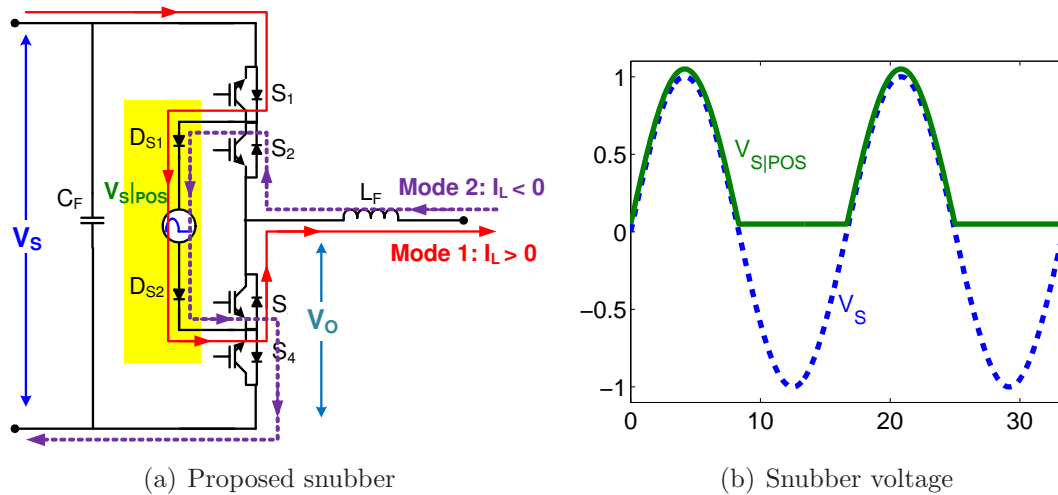 S1
DS1
S2
VS|POS
CF
LF
Mode 2: IL < 0
VS
Mode 1: IL > 0
DS2
S
VO
S4
(a) Proposed snubber
1
0.5
0
−0.5
−1
VS|POS
VS
0 10 20 30
(b) Snubber voltage